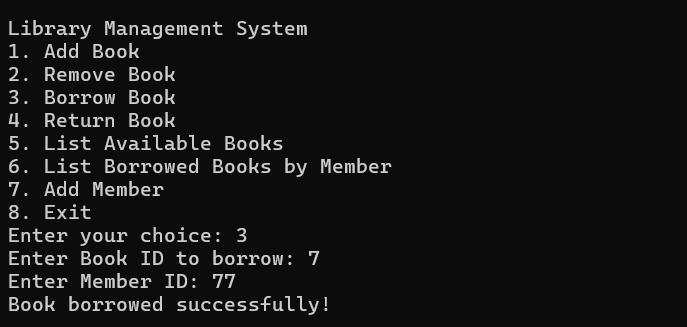 Library Management System
1. Add Book
2. Remove Book
3. Borrow Book
4. Return Book
5. List Available Books
6. List Borrowed Books by Member
7. Add Member
8. Exit
Enter your choice: 3
Enter Book ID to borrow: 7
Enter Member ID: 77
Book borrowed successfully!